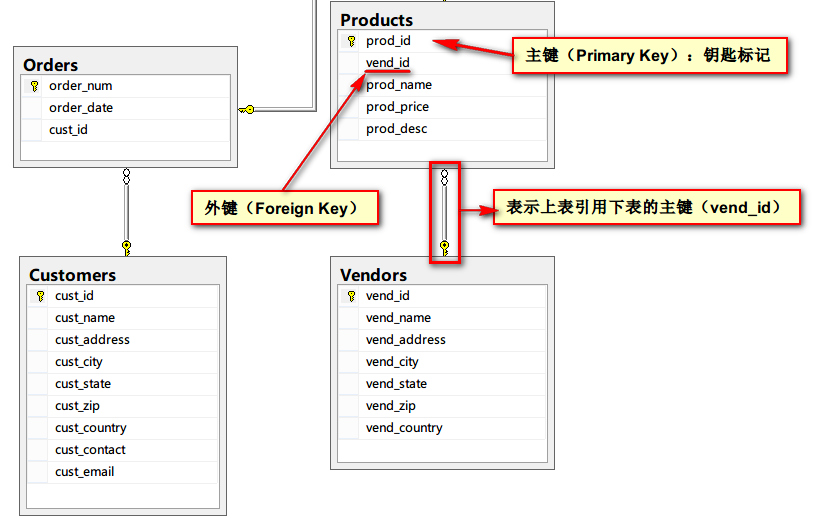 Products
prod_id
vend_id
prod_name
prod_price
prod_desc
主键（Primary Key）：钥匙标记
Orders
order_num
order_date
cust_id
外键（Foreign Key）
表示上表引用下表的主键（vend_id）
Customers
cust_id
cust_name
cust_address
cust_city
cust_state
cust_zip
cust_country
cust_contact
cust_email
Vendors
vend_id
vend_name
vend_address
vend_city
vend_state
vend_zip
vend_country